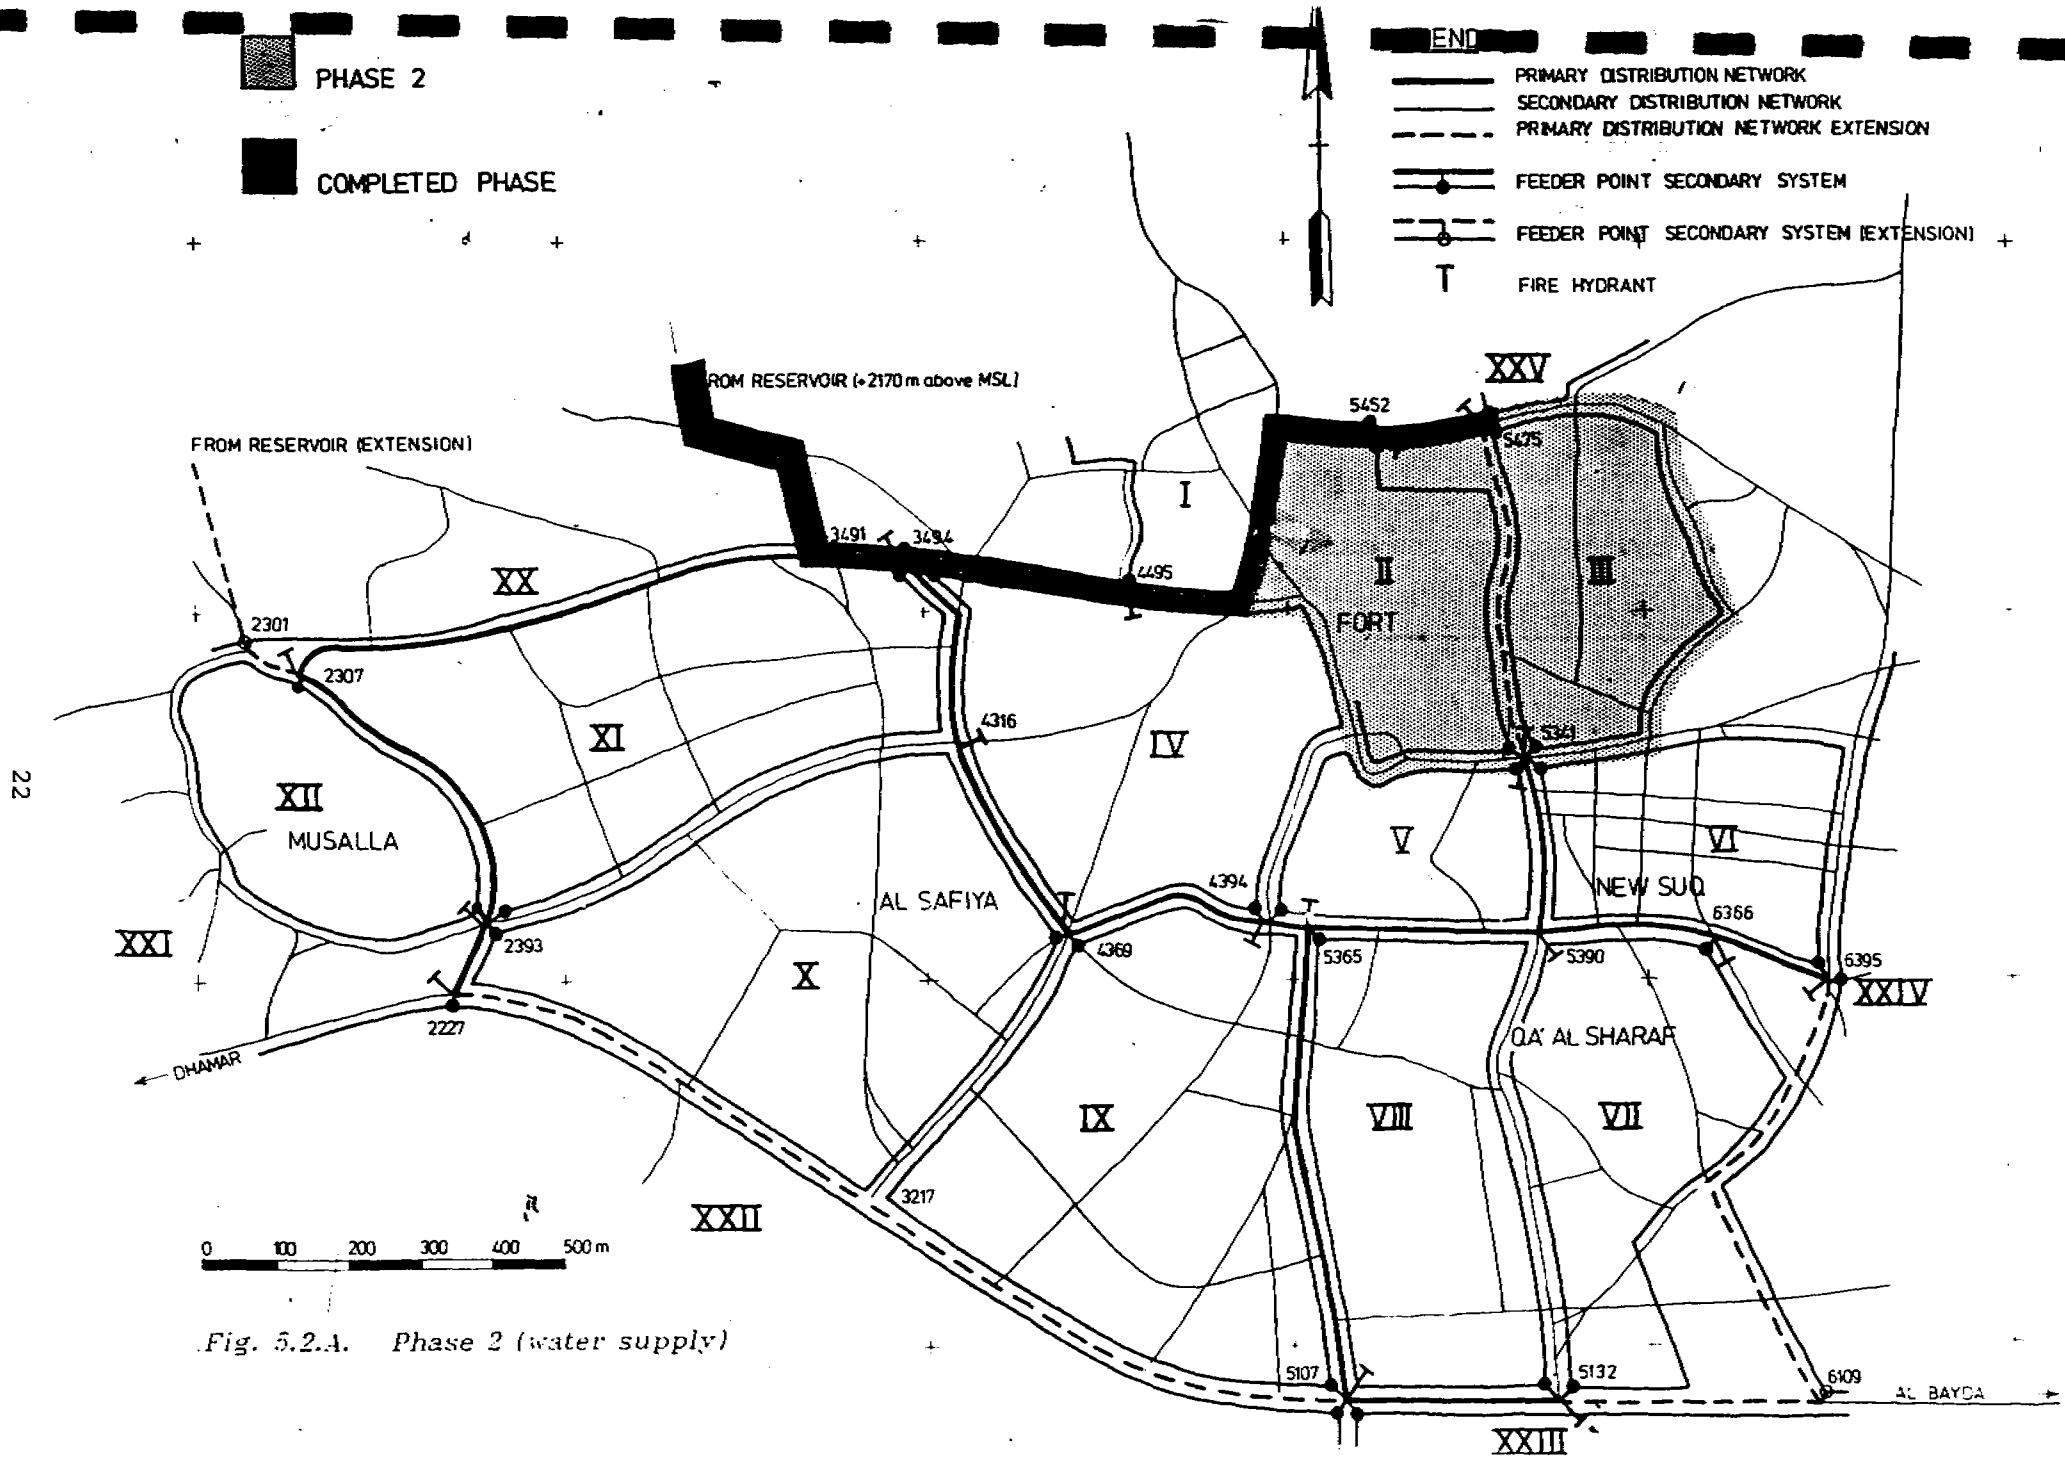 PHASE 2
COMPLETED PHASE
END
PRIMARY DISTRIBUTION NETWORK
SECONDARY DISTRIBUTION NETWORK
PRIMARY DISTRIBUTION NETWORK EXTENSION
FEEDER POINT SECONDARY SYSTEM
FEEDER POINT SECONDARY SYSTEM (EXTENSION)
T FIRE HYDRANT
XXV
ROM RESERVOIR (+2170 m above MSL)
5452
FROM RESERVOIR (EXTENSION)
5475
I
3491
3494
4495
XX
II
III
FORT
2301
2307
4316
5341
XI
IV
22
XII
MUSALLA
V
VI
NEW SUQ
4394
AL SAFIYA
6366
XXI
2393
4369
5365
5390
6395
X
XXIV
2227
QA' AL SHARAF
DHAMAR
IX
VIII
VII
3217
XXII
0 100 200 300 400 500 m
Fig. 5.2.A. Phase 2 (water supply)
5107
5132
6109
AL BAYDA
XXIII